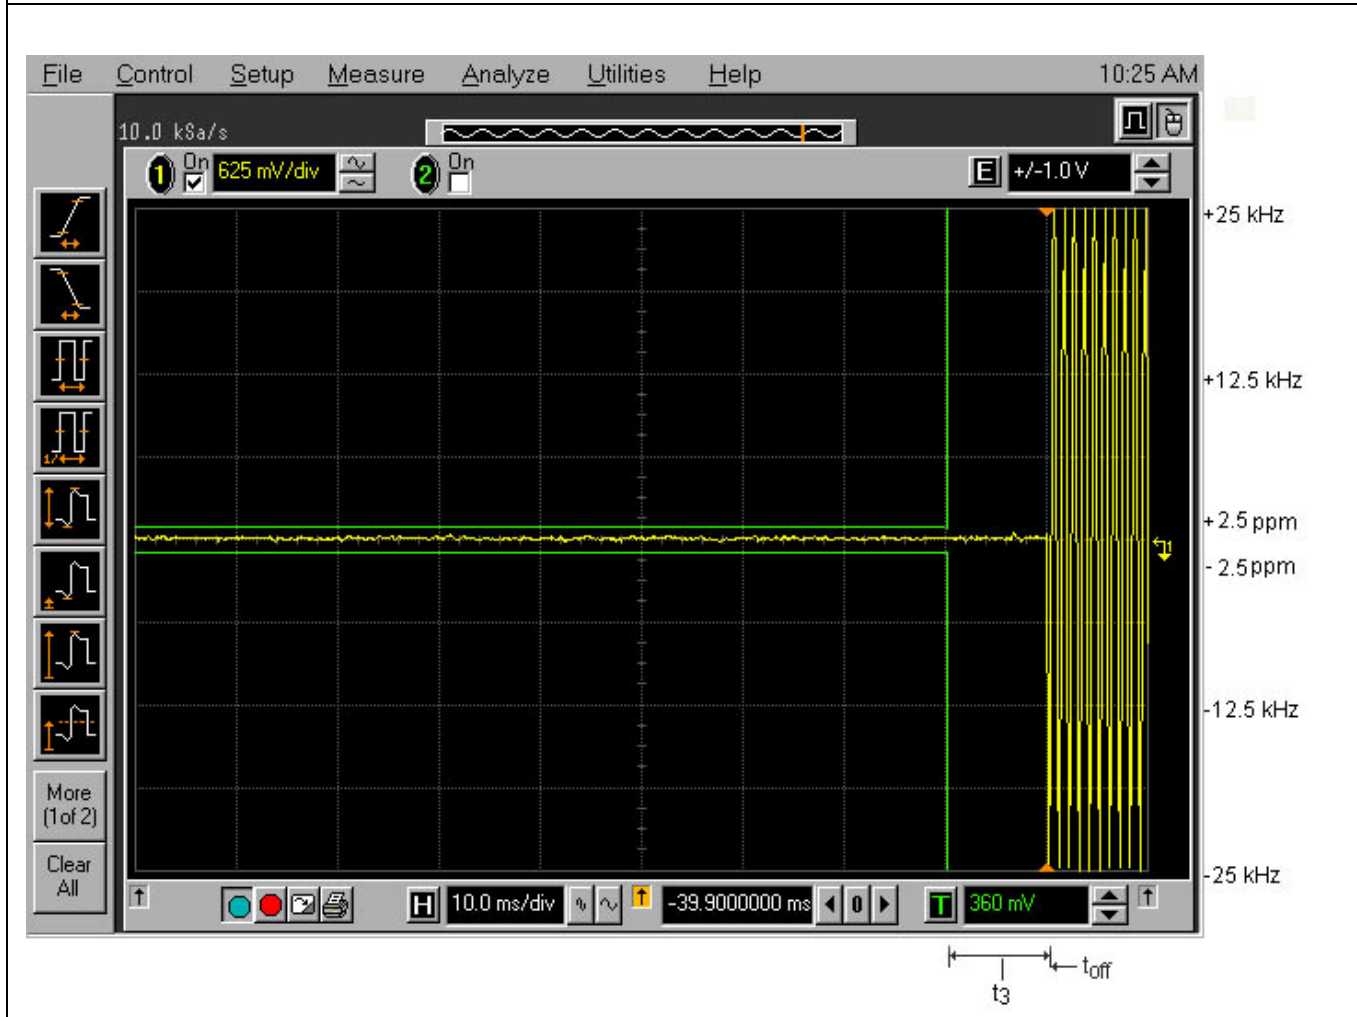 File Control Setup Measure Analyze Utilities Help 10:25 AM
10.0 kSa/s
1 On 625 mV/div 2 On E +/-1.0 V
+25 kHz
+12.5 kHz
+2.5 ppm
- 2.5 ppm
-12.5 kHz
-25 kHz
1/
More
(1of 2)
Clear
All
H 10.0 ms/div -39.9000000 ms 0 T 360 mV
toff
t3